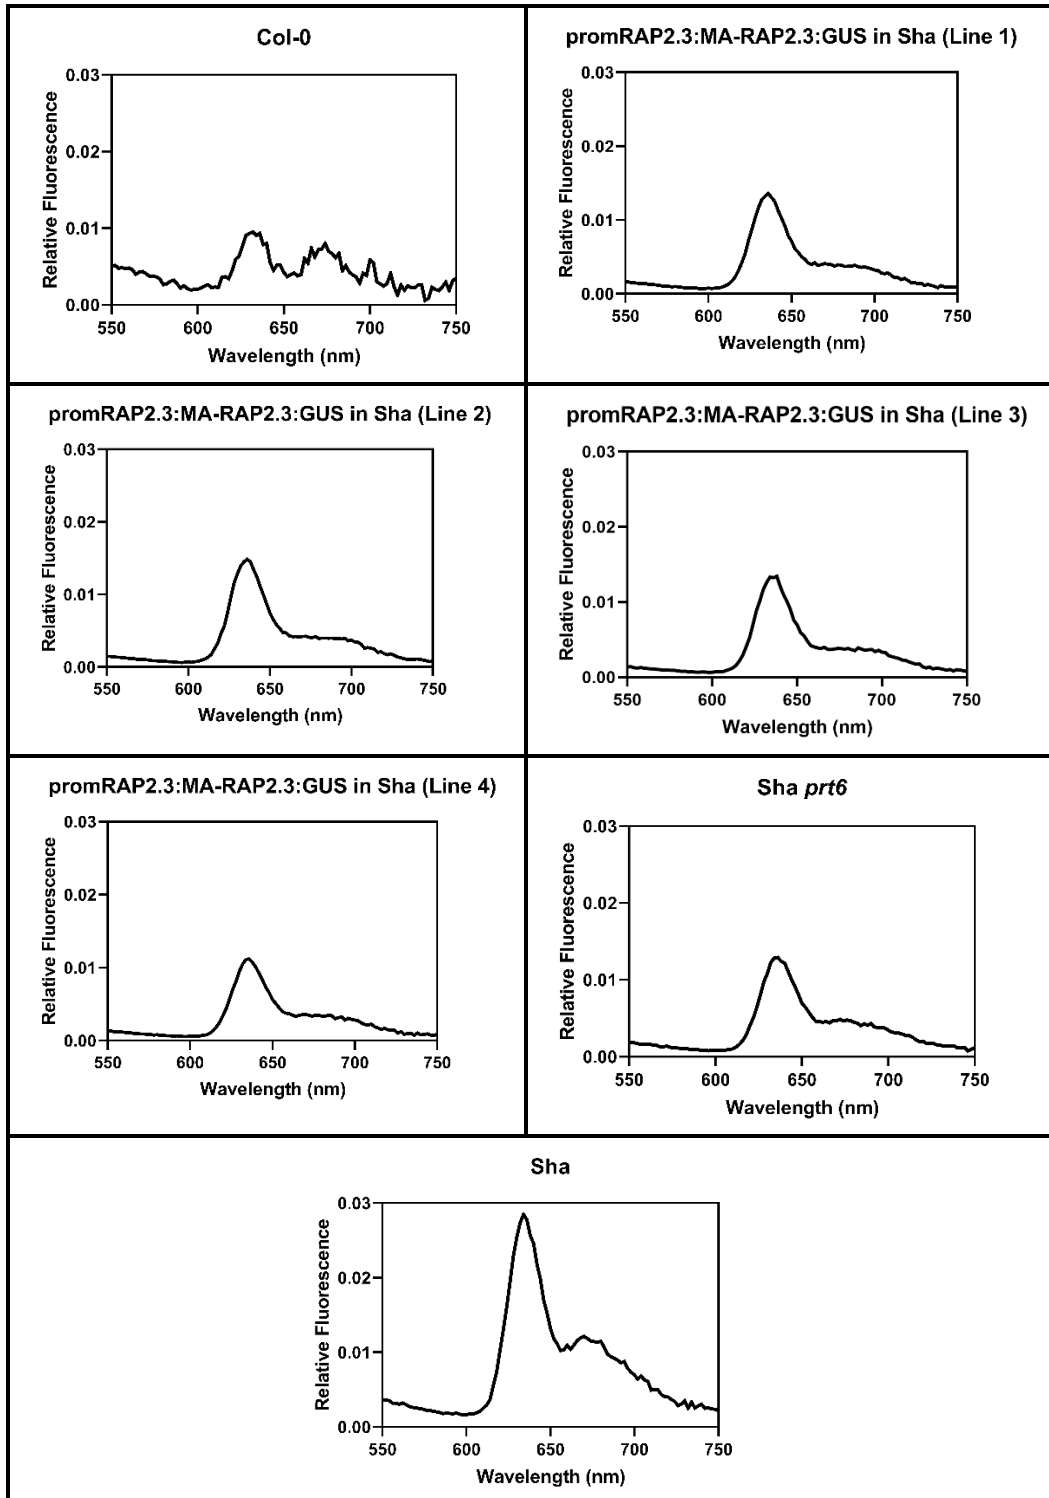 Col-0
0.03
0.02
0.01
0.00
550 600 650 700 750
Relative Fluorescence
Wavelength (nm)
promRAP2.3:MA-RAP2.3:GUS in Sha (Line 1)
0.03
0.02
0.01
0.00
550 600 650 700 750
Relative Fluorescence
Wavelength (nm)
promRAP2.3:MA-RAP2.3:GUS in Sha (Line 2)
0.03
0.02
0.01
0.00
550 600 650 700 750
Relative Fluorescence
Wavelength (nm)
promRAP2.3:MA-RAP2.3:GUS in Sha (Line 3)
0.03
0.02
0.01
0.00
550 600 650 700 750
Relative Fluorescence
Wavelength (nm)
promRAP2.3:MA-RAP2.3:GUS in Sha (Line 4)
0.03
0.02
0.01
0.00
550 600 650 700 750
Relative Fluorescence
Wavelength (nm)
Sha prt6
0.03
0.02
0.01
0.00
550 600 650 700 750
Relative Fluorescence
Wavelength (nm)
Sha
0.03
0.02
0.01
0.00
550 600 650 700 750
Relative Fluorescence
Wavelength (nm)